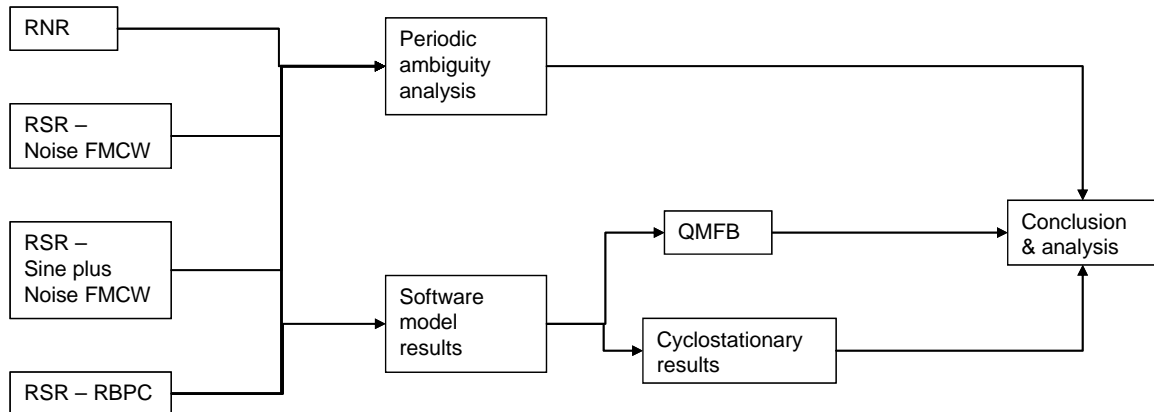 RNR
RSR –
Noise FMCW
RSR –
Sine plus
Noise FMCW
RSR – RBPC
Periodic
ambiguity
analysis
Software
model
results
QMFB
Cyclostationary
results
Conclusion
& analysis